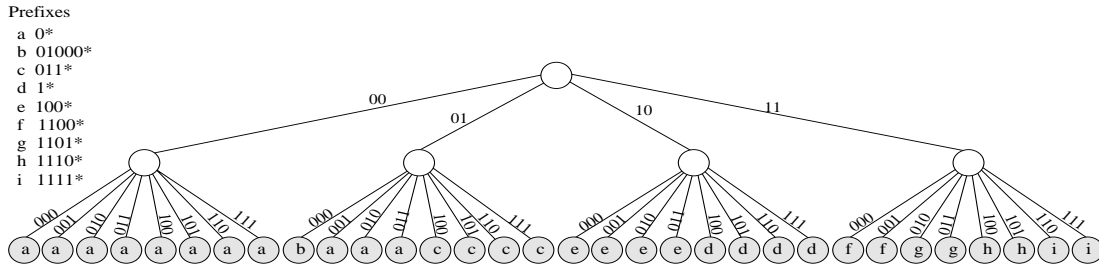 Prefixes
a 0*
b 01000*
c 011*
d 1*
e 100*
f 1100*
g 1101*
h 1110*
i 1111*
00 01 10 11
000 001 010 011 100 101 110 111 000 001 010 011 100 101 110 111 000 001 010 011 100 101 110 111 000 001 010 011 100 101 110 111
a a a a a a a a b a a a c c c c e e e e d d d d f f g g h h i i